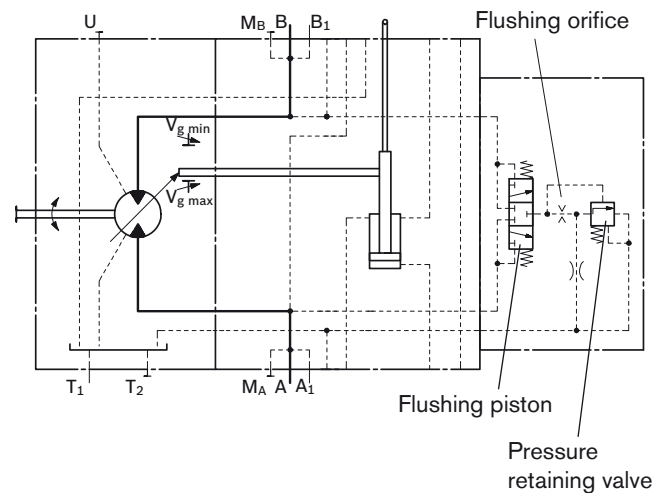 Flushing orifice
U
M_B B B_1
V_g min
V_g max
T_1 T_2
M_A A A_1
Flushing piston
Pressure
retaining valve